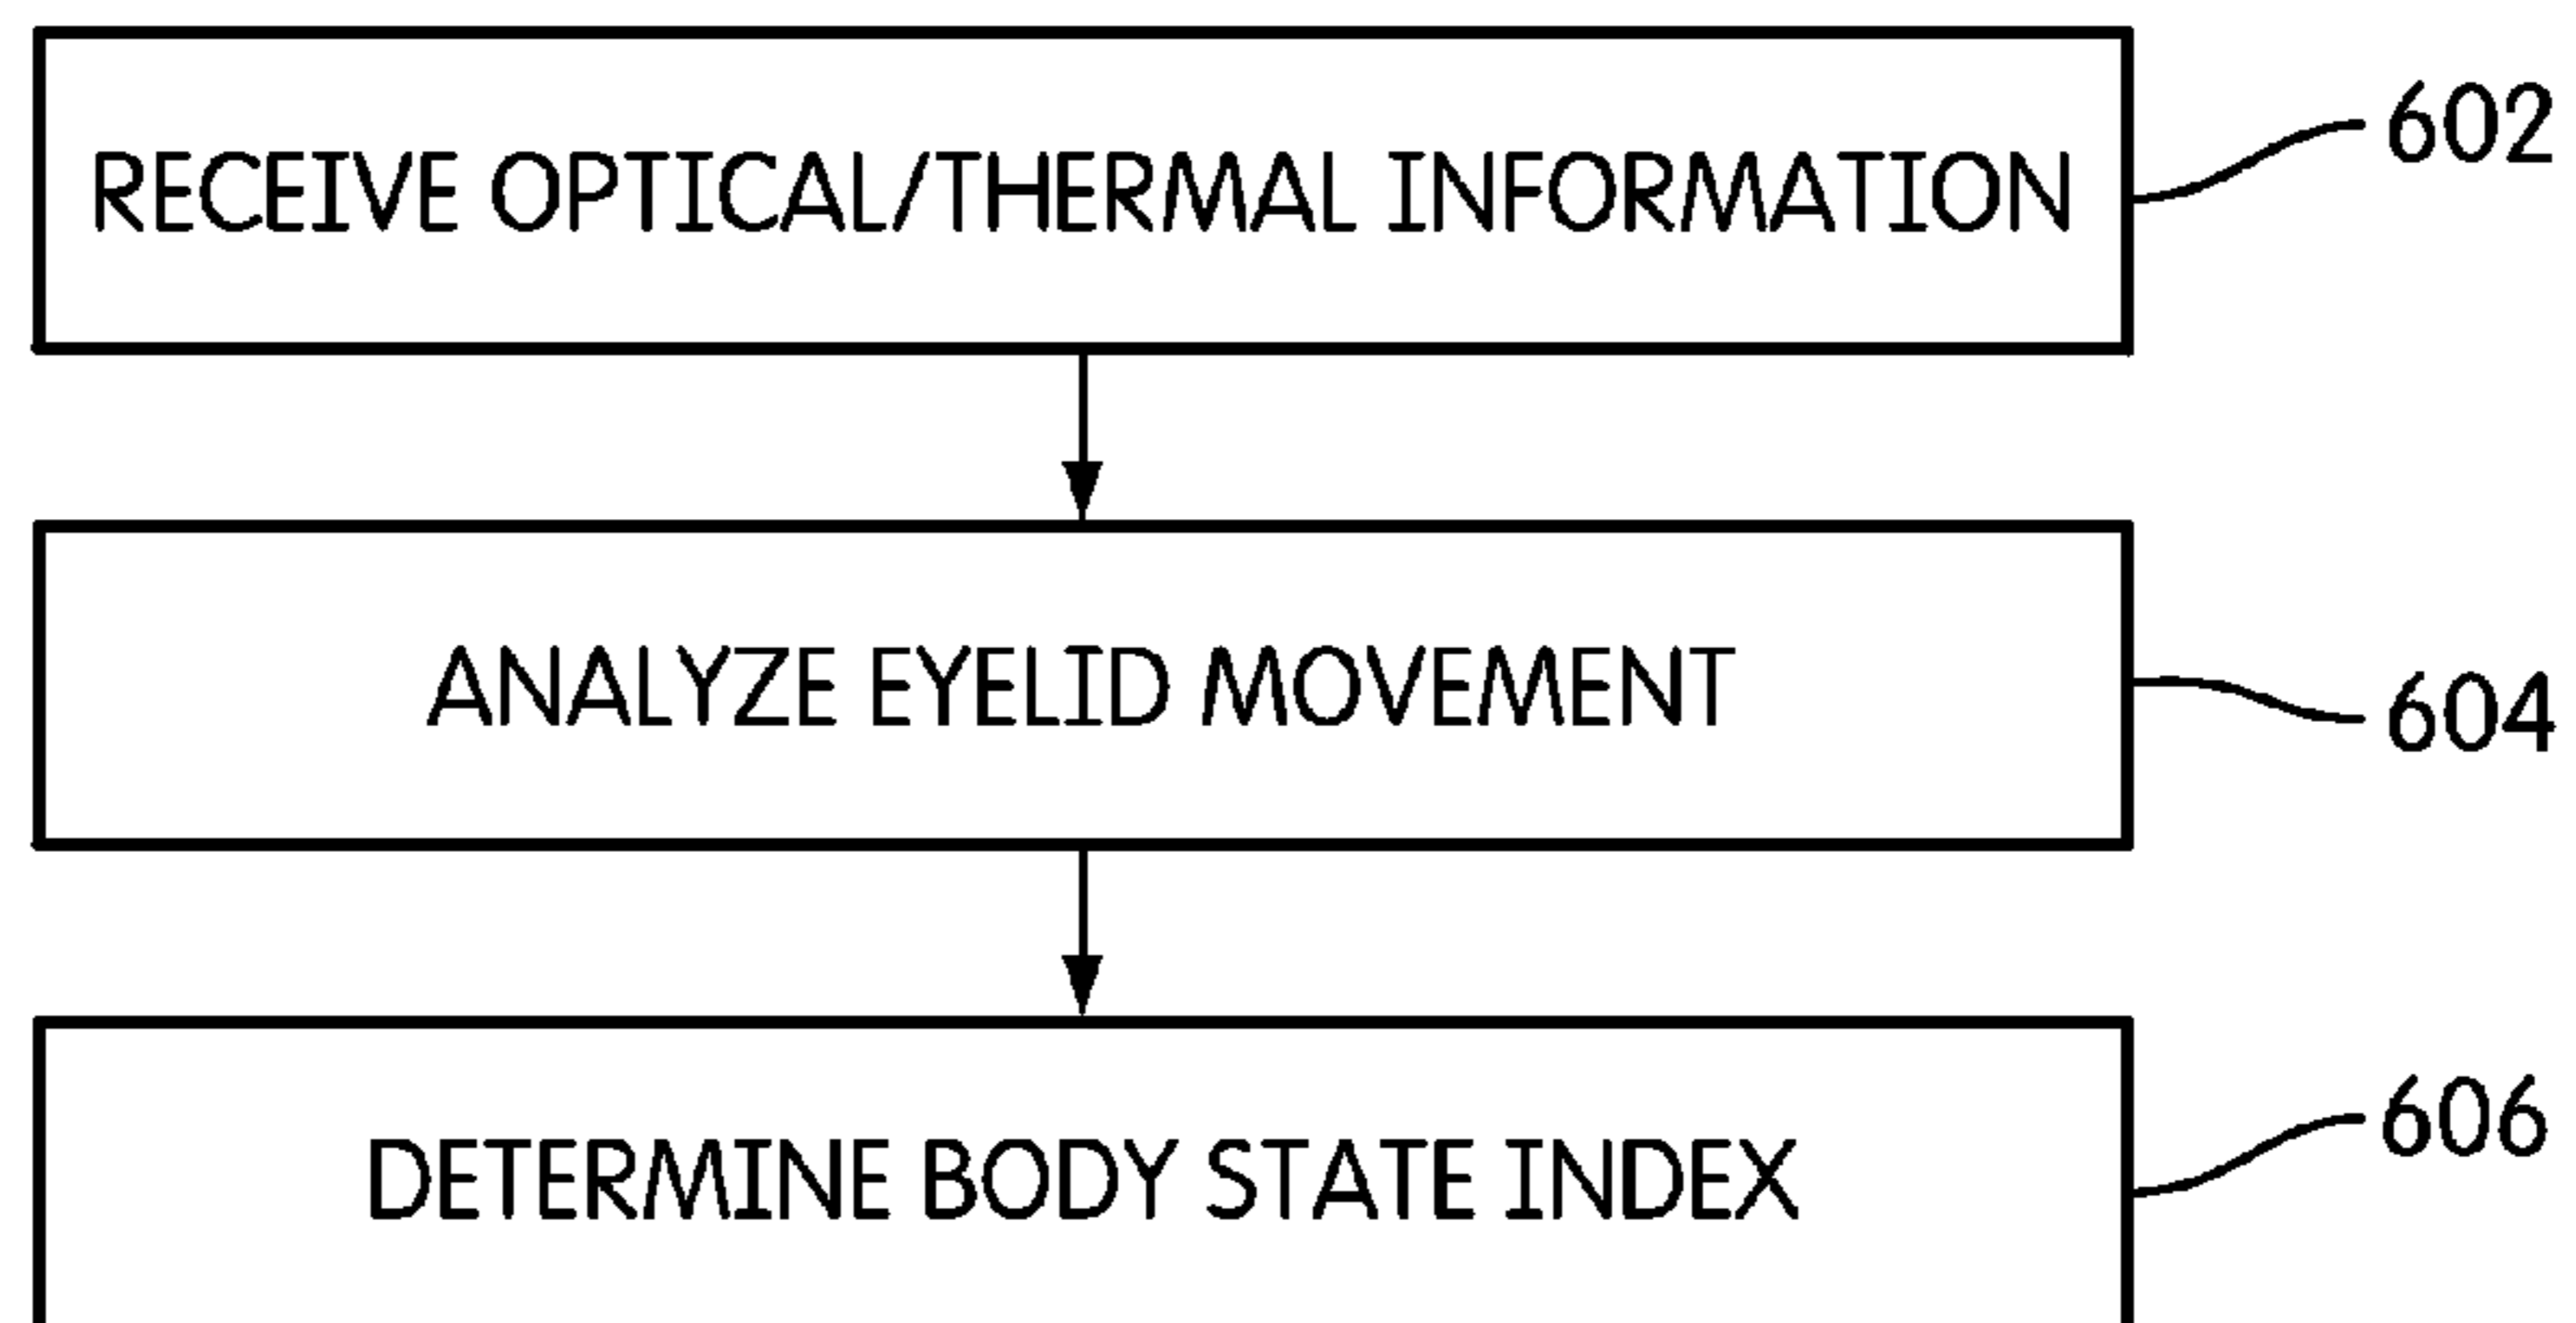 RECEIVE OPTICAL/THERMAL INFORMATION
602
ANALYZE EYELID MOVEMENT
604
DETERMINE BODY STATE INDEX
606